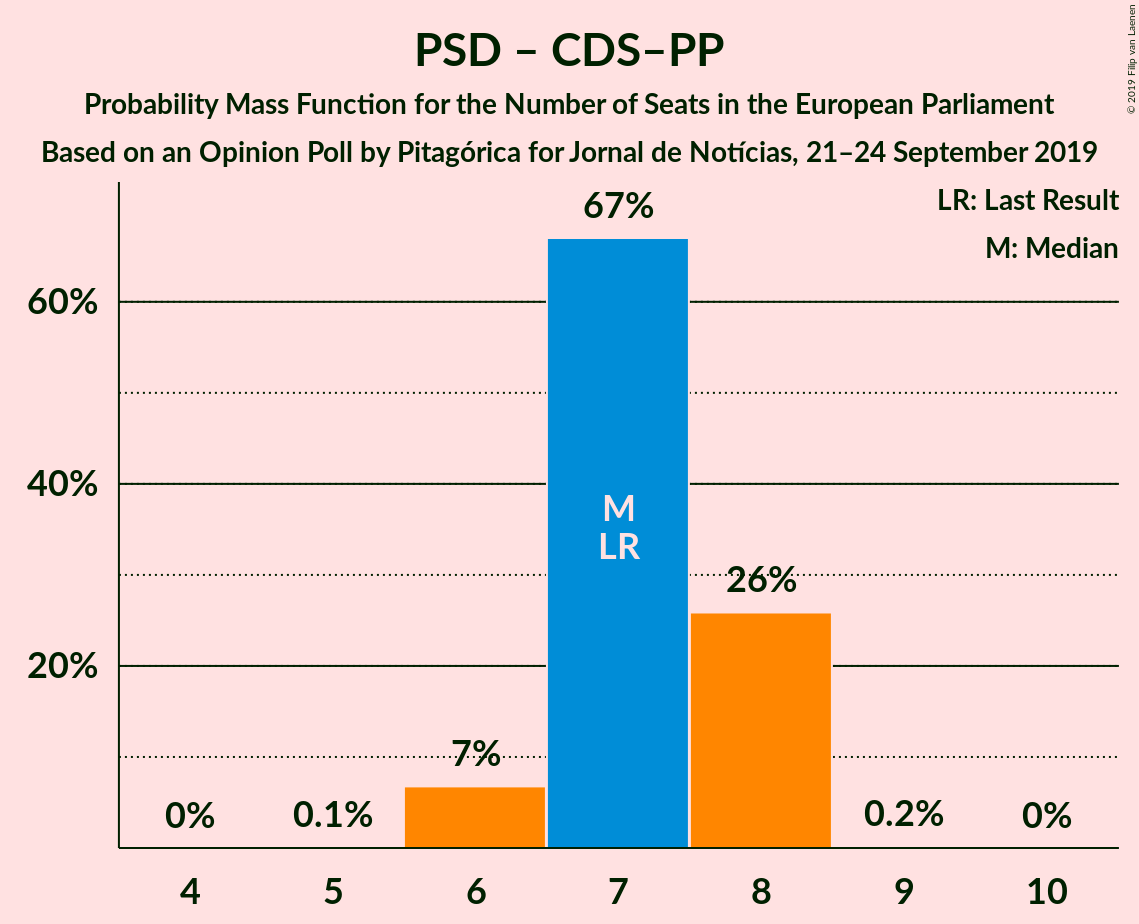 PSD – CDS–PP
Probability Mass Function for the Number of Seats in the European Parliament
Based on an Opinion Poll by Pitagórica for Jornal de Notícias, 21–24 September 2019
© 2019 Filip van Laenen
LR: Last Result
M: Median
67%
60%
40%
M
LR
26%
20%
7%
0%
0.1%
0.2%
0%
4
5
6
7
8
9
10